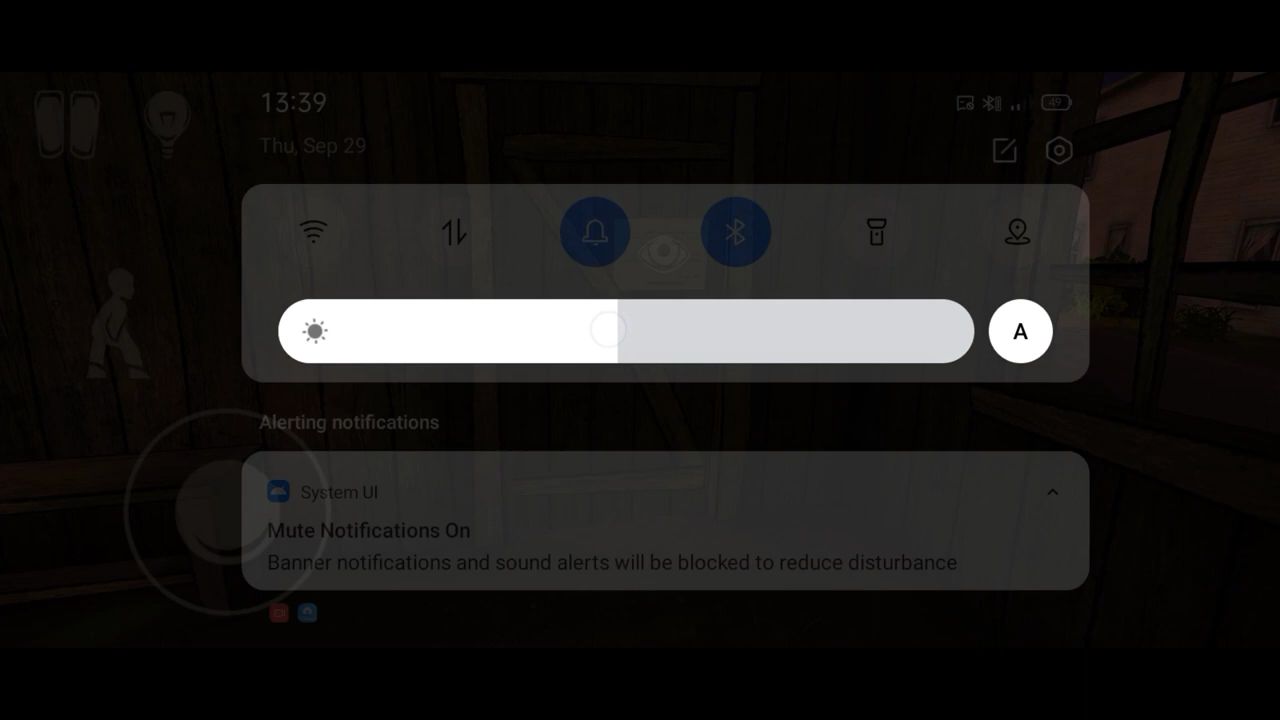 13:39
49
Thu, Sep 29
A
Alerting notifications
System UI
Mute Notifications On
Banner notifications and sound alerts will be blocked to reduce disturbance